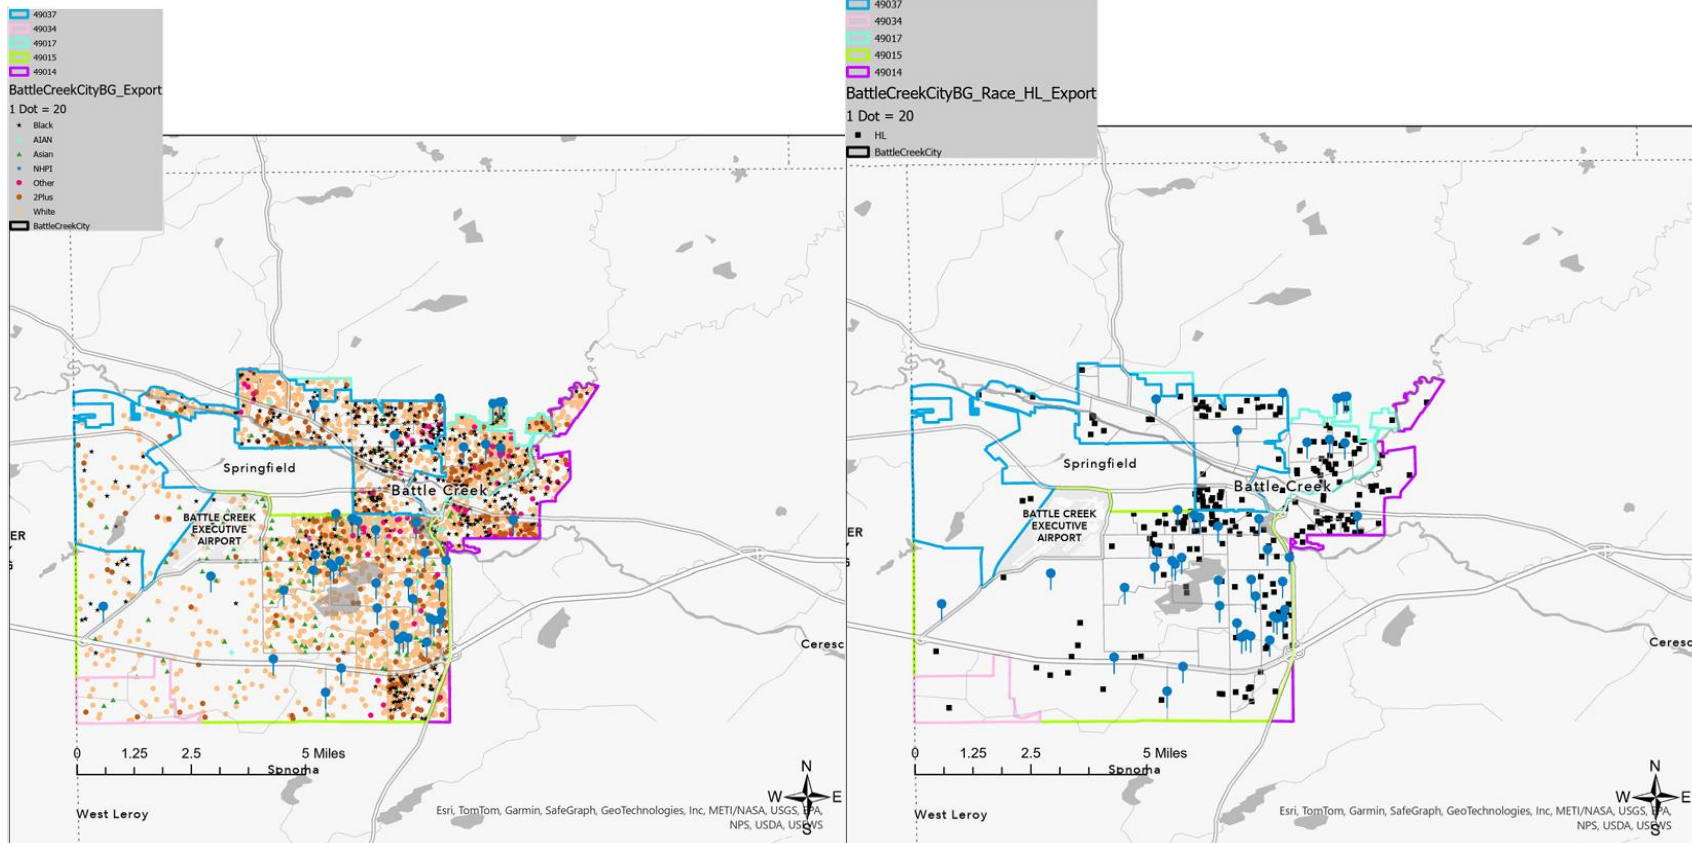 49037
49034
49017
49015
49014
BattleCreekCityBG_Export
1 Dot = 20
Black
AIAN
Asian
NHPI
Other
2Plus
White
BattleCreekCity
Springfield
Battle Creek
BATTLE CREEK
EXECUTIVE
AIRPORT
Ceresc
0 1.25 2.5 5 Miles
Sonoma
West Leroy
N
W E
S
Esri, TomTom, Garmin, SafeGraph, GeoTechnologies, Inc, METI/NASA, USGS, EPA,
NPS, USDA, USFWS
49037
49034
49017
49015
49014
BattleCreekCityBG_Race_HL_Export
1 Dot = 20
HL
BattleCreekCity
Springfield
Battle Creek
ER
BATTLE CREEK
EXECUTIVE
AIRPORT
Ceresc
0 1.25 2.5 5 Miles
Sonoma
West Leroy
N
W E
S
Esri, TomTom, Garmin, SafeGraph, GeoTechnologies, Inc, METI/NASA, USGS, EPA,
NPS, USDA, USFWS